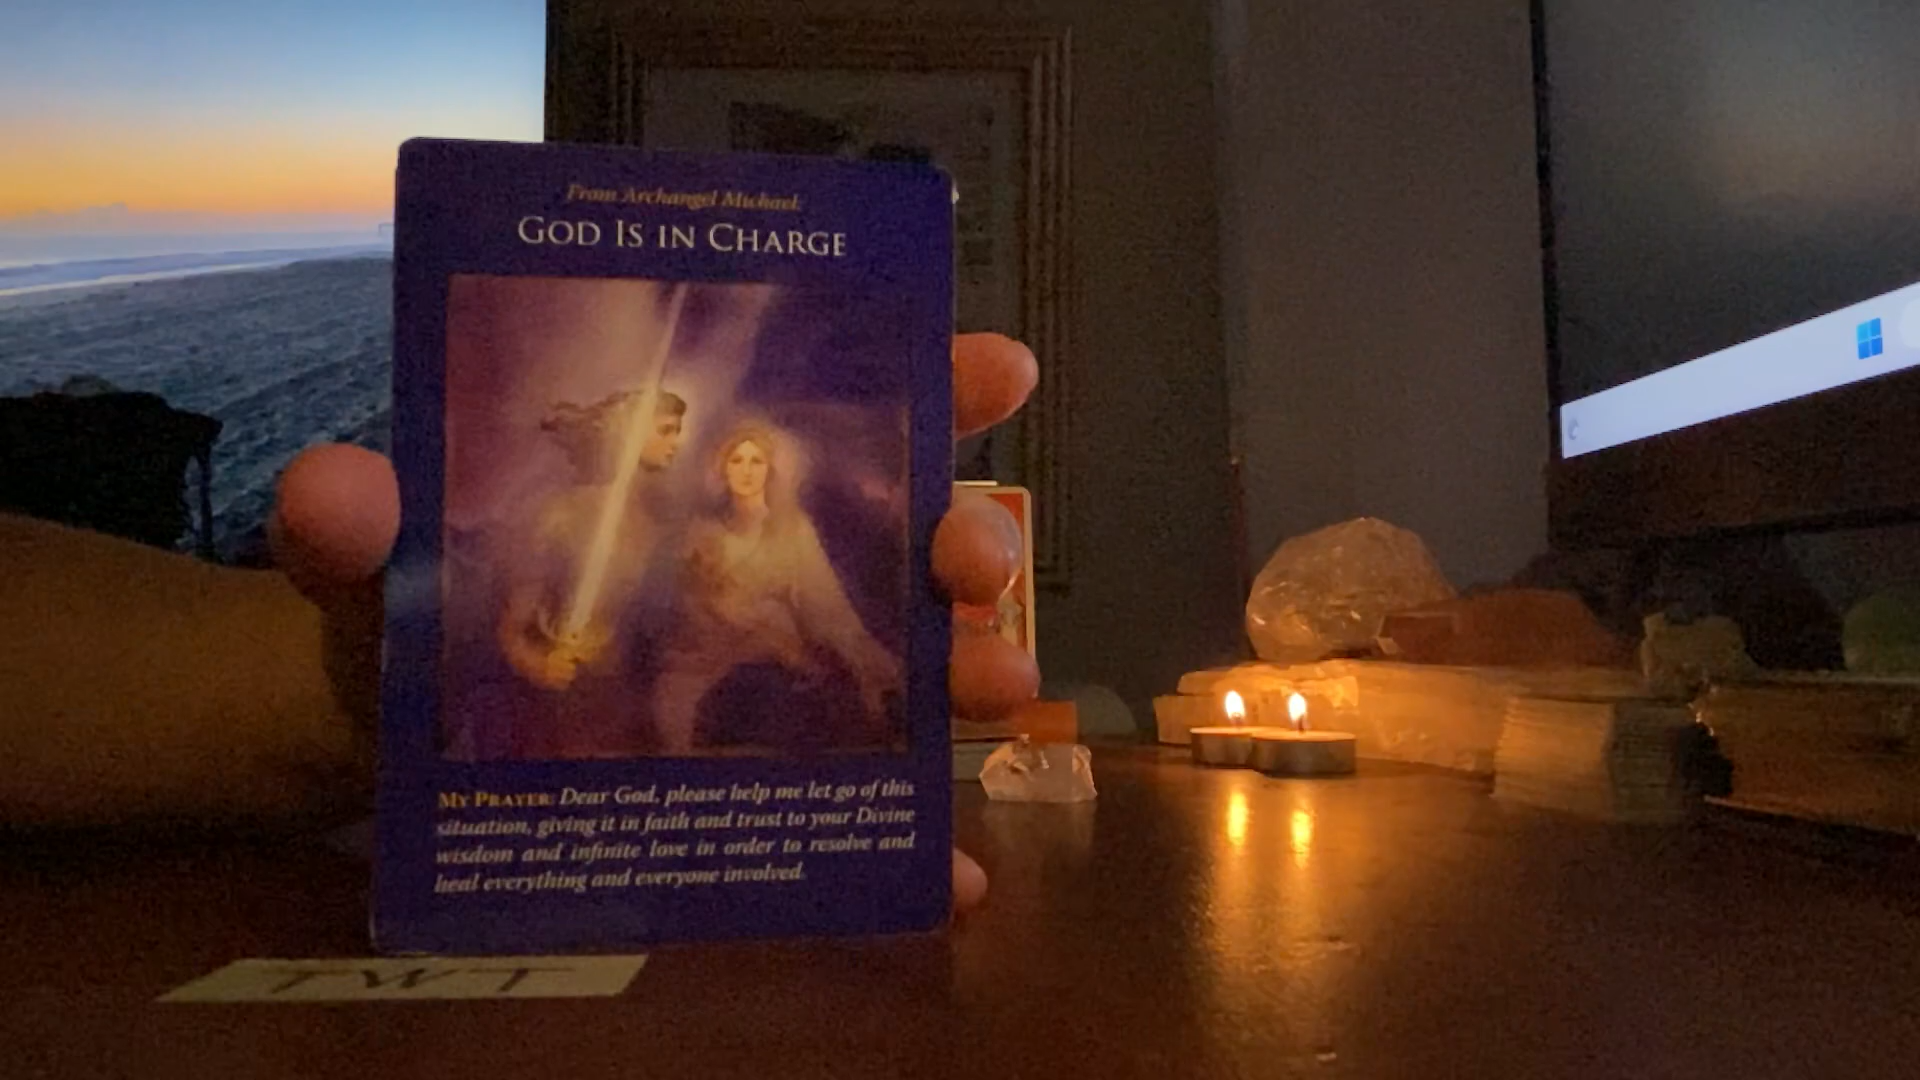 From Archangel Michael:
GOD IS IN CHARGE
MY PRAYER: Dear God, please help me let go of this
situation, giving it in faith and trust to your Divine
wisdom and infinite love in order to resolve and
heal everything and everyone involved.
TWT